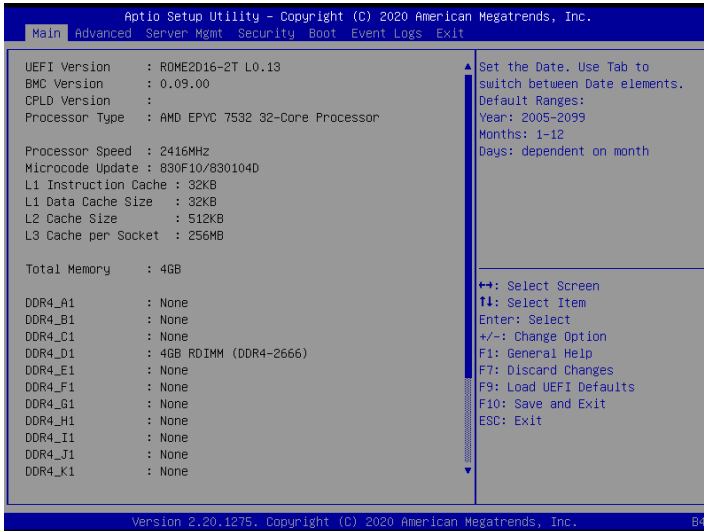 Aptio Setup Utility – Copyright (C) 2020 American Megatrends, Inc.
Main Advanced Server Mgmt Security Boot Event Logs Exit
UEFI Version : ROME2D16-2T L0.13
BMC Version : 0.09.00
CPLD Version :
Processor Type : AMD EPYC 7532 32-Core Processor
Processor Speed : 2416MHz
Microcode Update : 830F10/830104D
L1 Instruction Cache : 32KB
L1 Data Cache Size : 32KB
L2 Cache Size : 512KB
L3 Cache per Socket : 256MB
Total Memory : 4GB
DDR4_A1 : None
DDR4_B1 : None
DDR4_C1 : None
DDR4_D1 : 4GB RDIMM (DDR4-2666)
DDR4_E1 : None
DDR4_F1 : None
DDR4_G1 : None
DDR4_H1 : None
DDR4_I1 : None
DDR4_J1 : None
DDR4_K1 : None
Set the Date. Use Tab to
switch between Date elements.
Default Ranges:
Year: 2005-2099
Months: 1-12
Days: dependent on month
↔: Select Screen
↑↓: Select Item
Enter: Select
+/-: Change Option
F1: General Help
F7: Discard Changes
F9: Load UEFI Defaults
F10: Save and Exit
ESC: Exit
Version 2.20.1275. Copyright (C) 2020 American Megatrends, Inc.
B4